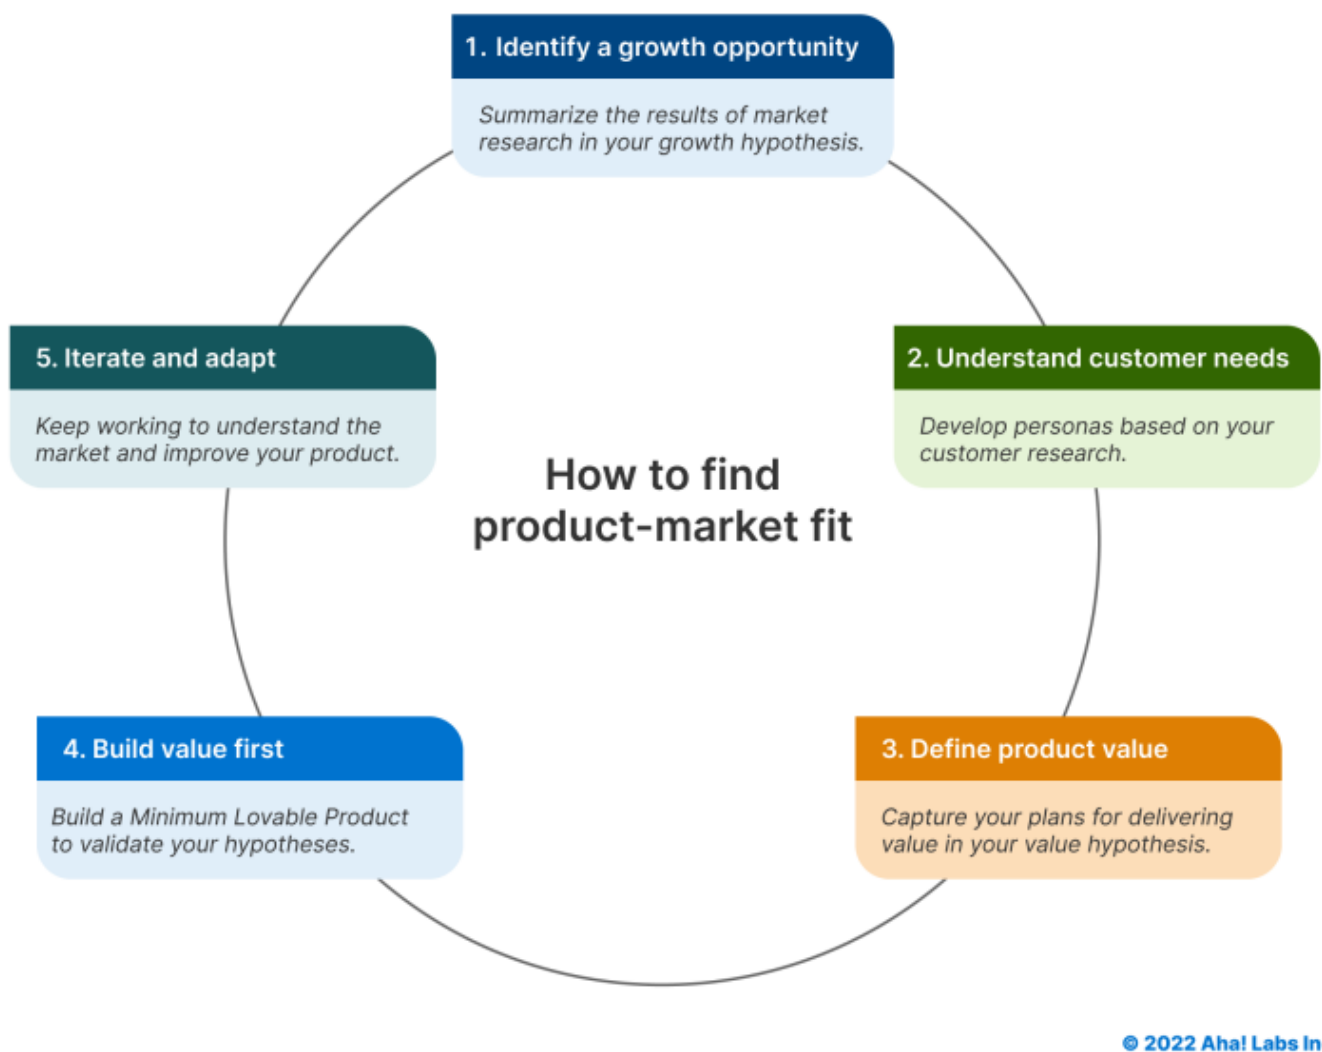 1. Identify a growth opportunity
Summarize the results of market
research in your growth hypothesis.
2. Understand customer needs
Develop personas based on your
customer research.
3. Define product value
Capture your plans for delivering
value in your value hypothesis.
4. Build value first
Build a Minimum Lovable Product
to validate your hypotheses.
5. Iterate and adapt
Keep working to understand the
market and improve your product.
How to find
product-market fit
© 2022 Aha! Labs In